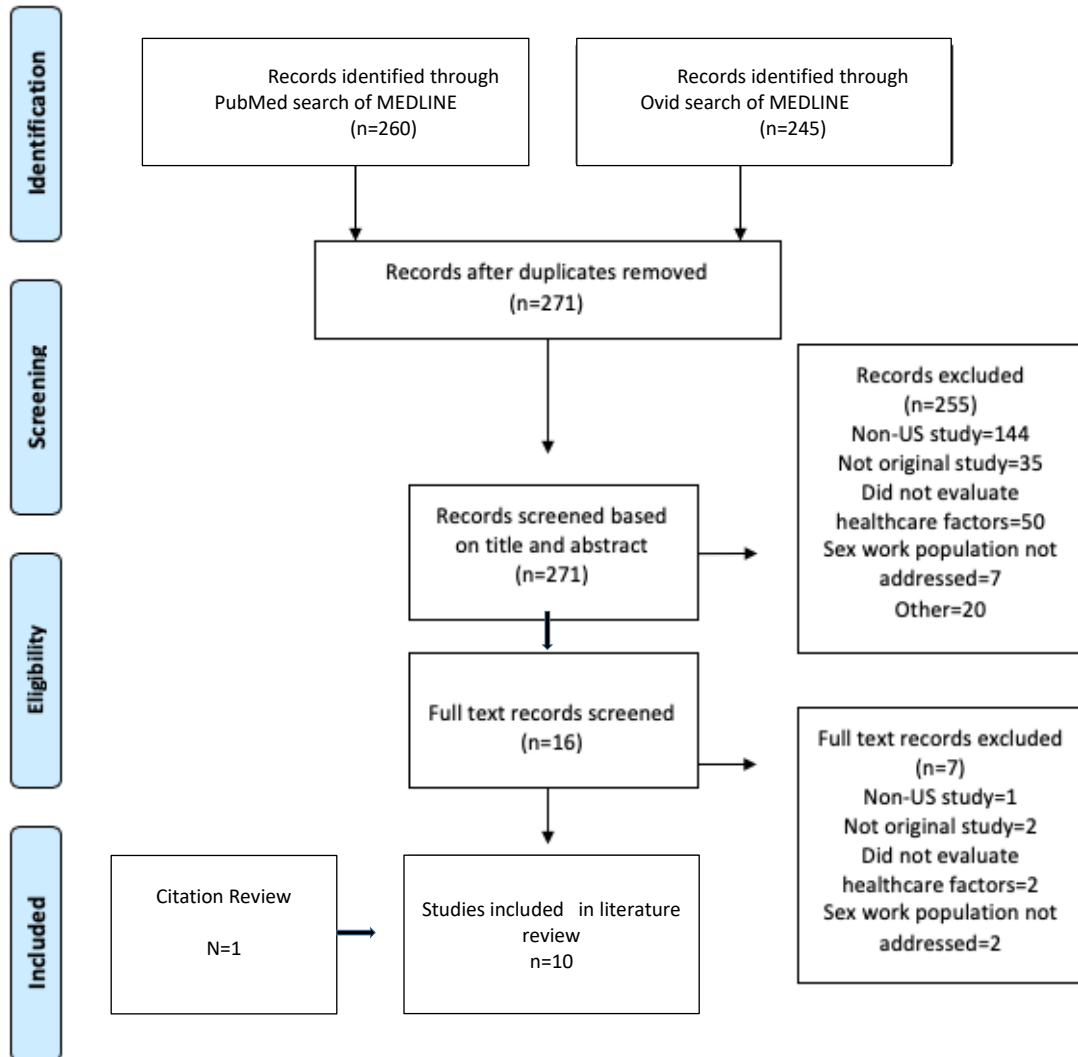 Identification
Records identified through
PubMed search of MEDLINE
(n=260)
Records identified through
Ovid search of MEDLINE
(n=245)
Records after duplicates removed
(n=271)
Screening
Records screened based
on title and abstract
(n=271)
Records excluded
(n=255)
Non-US study=144
Not original study=35
Did not evaluate
healthcare factors=50
Sex work population not
addressed=7
Other=20
Eligibility
Full text records screened
(n=16)
Full text records excluded
(n=7)
Non-US study=1
Not original study=2
Did not evaluate
healthcare factors=2
Sex work population not
addressed=2
Included
Citation Review
N=1
Studies included in literature
review
n=10